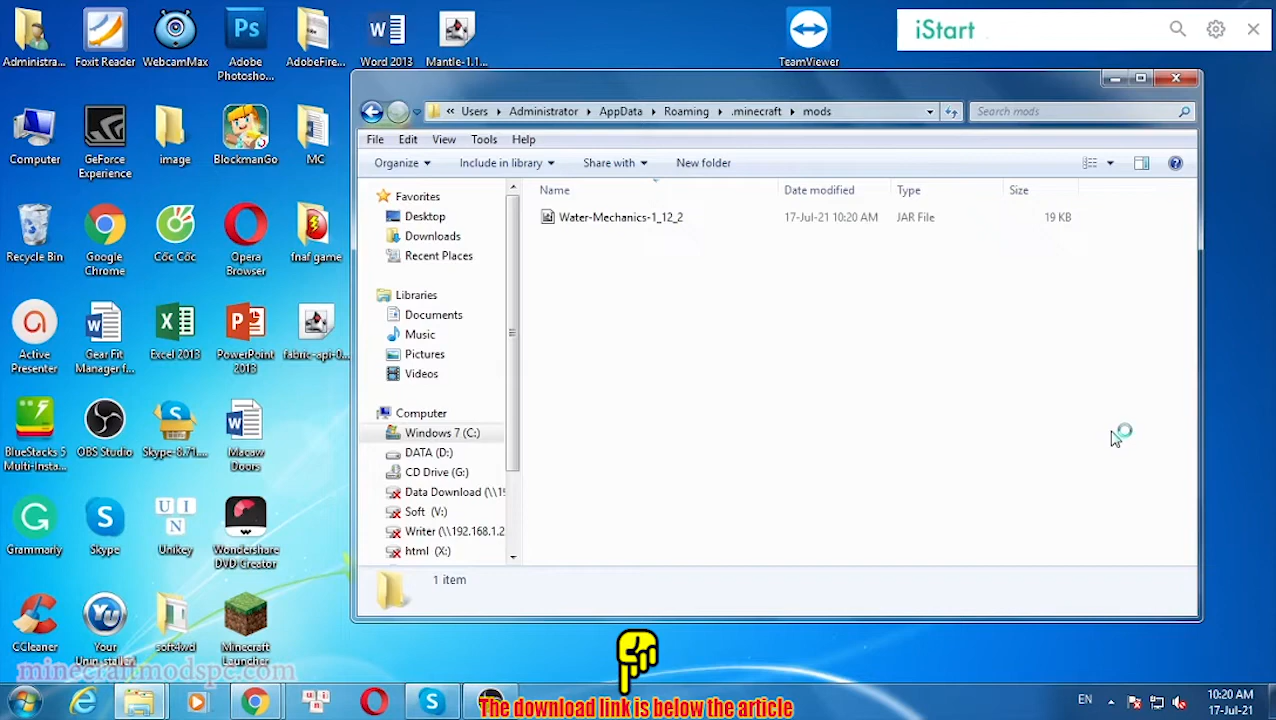 Administra...
Foxit Reader
WebcamMax
Ps
Adobe
Photosho...
AdobeFire...
Word 2013
Mantle-1.1...
TeamViewer
iStart
Computer
GeForce
Experience
image
BlockmanGo
MC
Recycle Bin
Google
Chrome
Cốc Cốc
Opera
Browser
fnaf game
Active
Presenter
Gear Fit
Manager f...
Excel 2013
PowerPoint
2013
fabric-api-0...
BlueStacks 5
Multi-Insta...
OBS Studio
Skype-8.71....
Macaw
Doors
Grammarly
Skype
U I
N
Unikey
Wondershare
DVD Creator
CCleaner
Your
Unin_staller
soft4wd
Minecraft
Launcher
minecraftmodspc.com
« Users Administrator AppData Roaming .minecraft mods
Search mods
File Edit View Tools Help
Organize Include in library Share with New folder
Name Date modified Type Size
Water-Mechanics-1_12_2 17-Jul-21 10:20 AM JAR File 19 KB
Favorites
Desktop
Downloads
Recent Places
Libraries
Documents
Music
Pictures
Videos
Computer
Windows 7 (C:)
DATA (D:)
CD Drive (G:)
Data Download (\\19
Soft (V:)
Writer (\\192.168.1.2
html (X:)
1 item
The download link is below the article
EN
10:20 AM
17-Jul-21